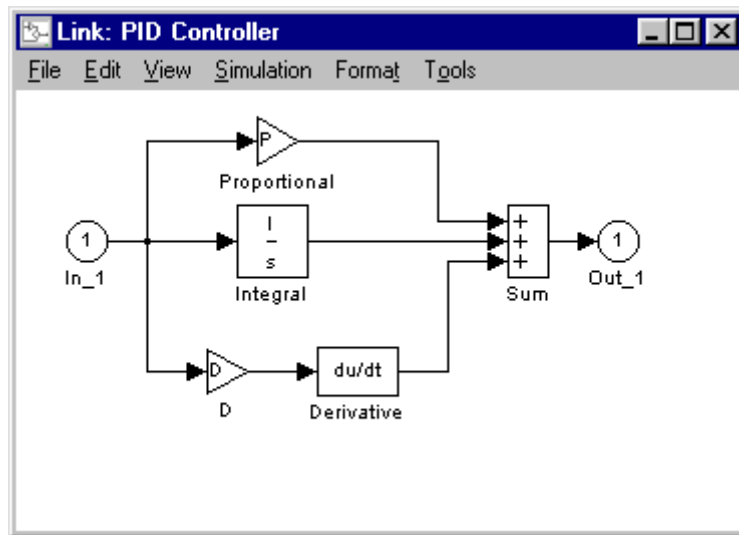 Link: PID Controller
File Edit View Simulation Format Tools
P
Proportional
1
In_1
I
s
Integral
+
+
+
Sum
1
Out_1
D
D
du/dt
Derivative